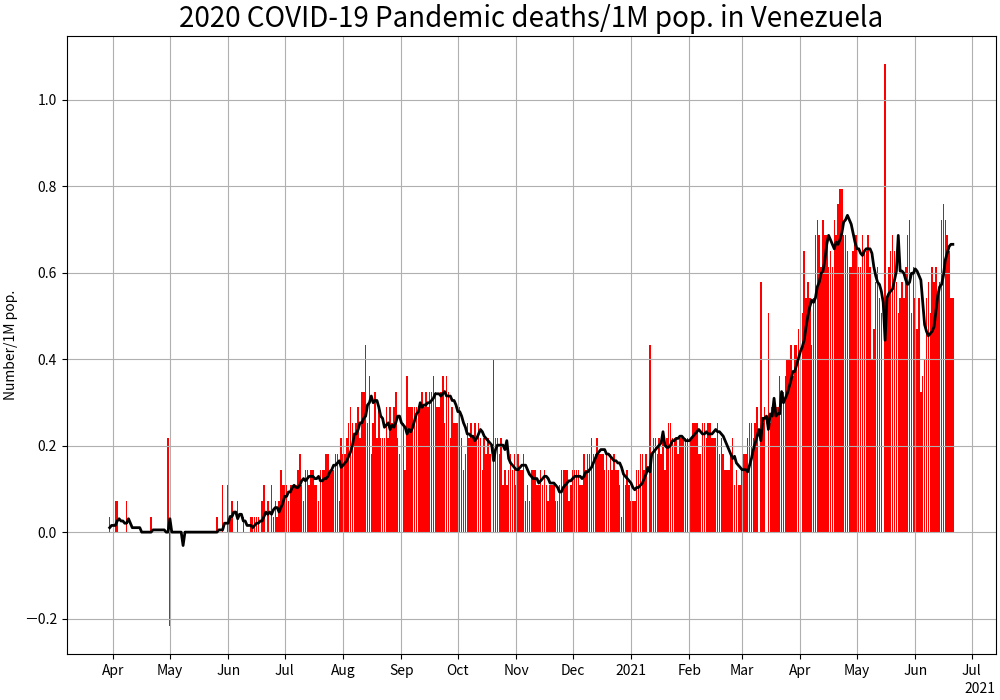 2020 COVID-19 Pandemic deaths/1M pop. in Venezuela
Number/1M pop.
1.0
0.8
0.6
0.4
0.2
0.0
−0.2
Apr May Jun Jul Aug Sep Oct Nov Dec 2021 Feb Mar Apr May Jun Jul
2021